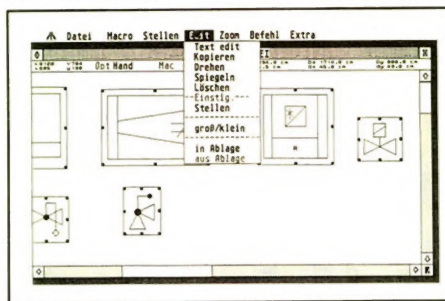 Datei Macro Stellen Edit Zoom Befehl Extra
Opt Hand Mac
Text edit
Kopieren
Drehen
Spiegeln
Löschen
Einstig.
Stellen
groß/klein
in Ablage
aus Ablage